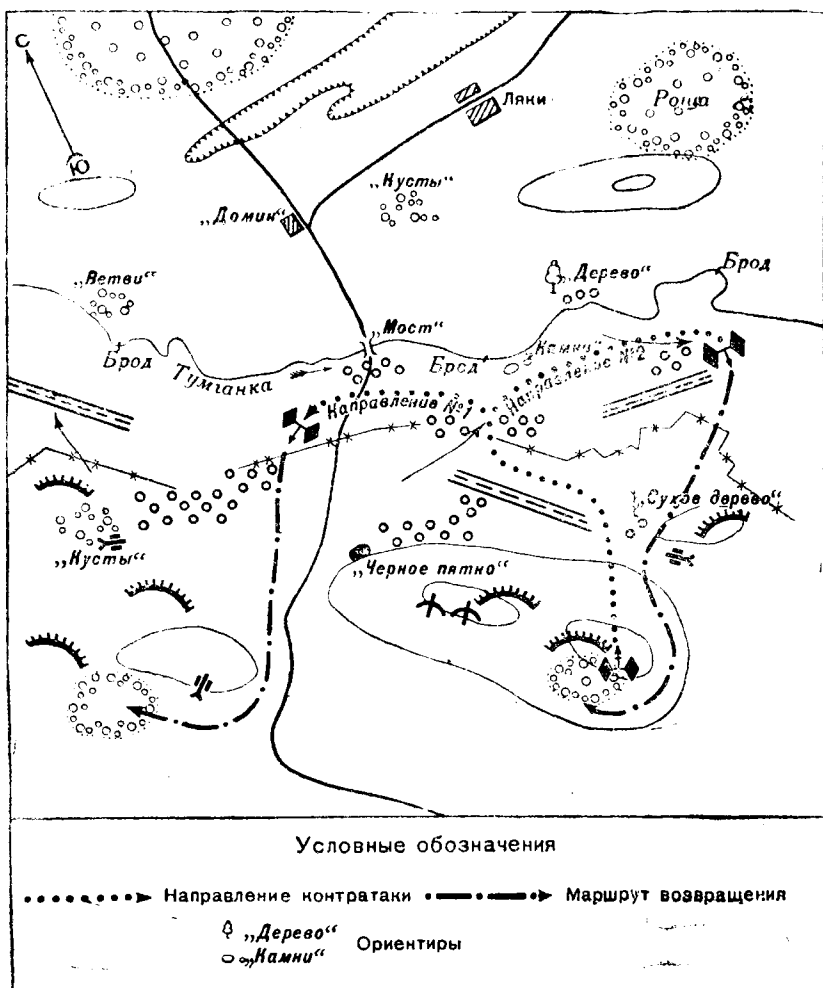 С
Ю
Ляки
Роща
„Кусты“
„Домик“
„Ветви“
„Дерево“
Брод
„Мост“
Брод
Тумганка
Брод
„Камни“
Направление №2
Направление №1
„Сухое дерево“
„Кусты“
„Черное пятно“
Условные обозначения
Направление контратаки
Маршрут возвращения
„Дерево“
„Камни“
Ориентиры